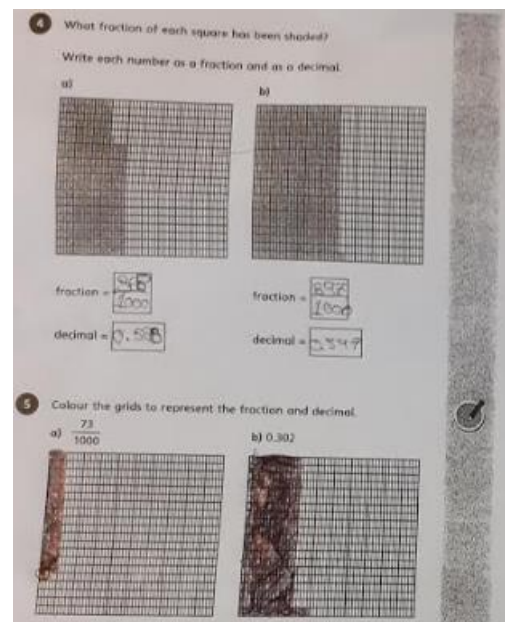 4 What fraction of each square has been shaded?
Write each number as a fraction and as a decimal.
a) b)
fraction = 1000
fraction = 1000
decimal =
decimal =
5 Colour the grids to represent the fraction and decimal.
a) 73/1000 b) 0.302